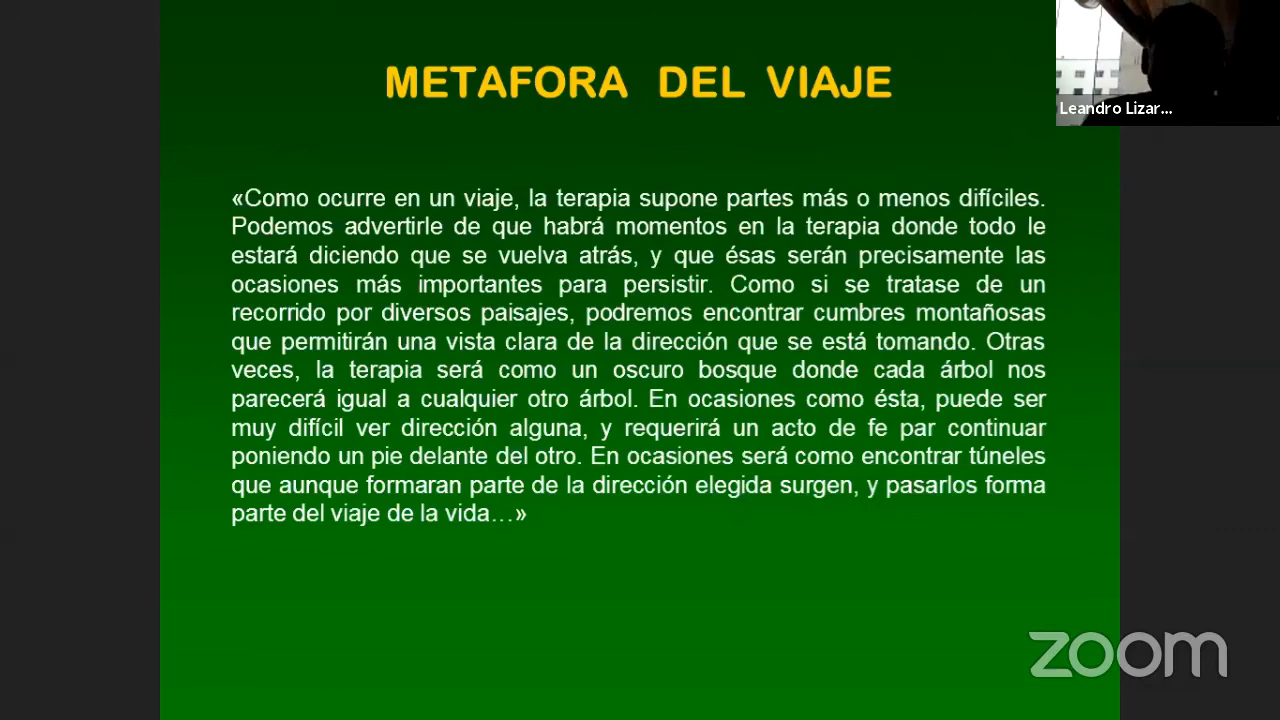 METAFORA DEL VIAJE
Leandro Lizar...
«Como ocurre en un viaje, la terapia supone partes más o menos difíciles.
Podemos advertirle de que habrá momentos en la terapia donde todo le
estará diciendo que se vuelva atrás, y que ésas serán precisamente las
ocasiones más importantes para persistir. Como si se tratase de un
recorrido por diversos paisajes, podremos encontrar cumbres montañosas
que permitirán una vista clara de la dirección que se está tomando. Otras
veces, la terapia será como un oscuro bosque donde cada árbol nos
parecerá igual a cualquier otro árbol. En ocasiones como ésta, puede ser
muy difícil ver dirección alguna, y requerirá un acto de fe par continuar
poniendo un pie delante del otro. En ocasiones será como encontrar túneles
que aunque formaran parte de la dirección elegida surgen, y pasarlos forma
parte del viaje de la vida…»
zoom